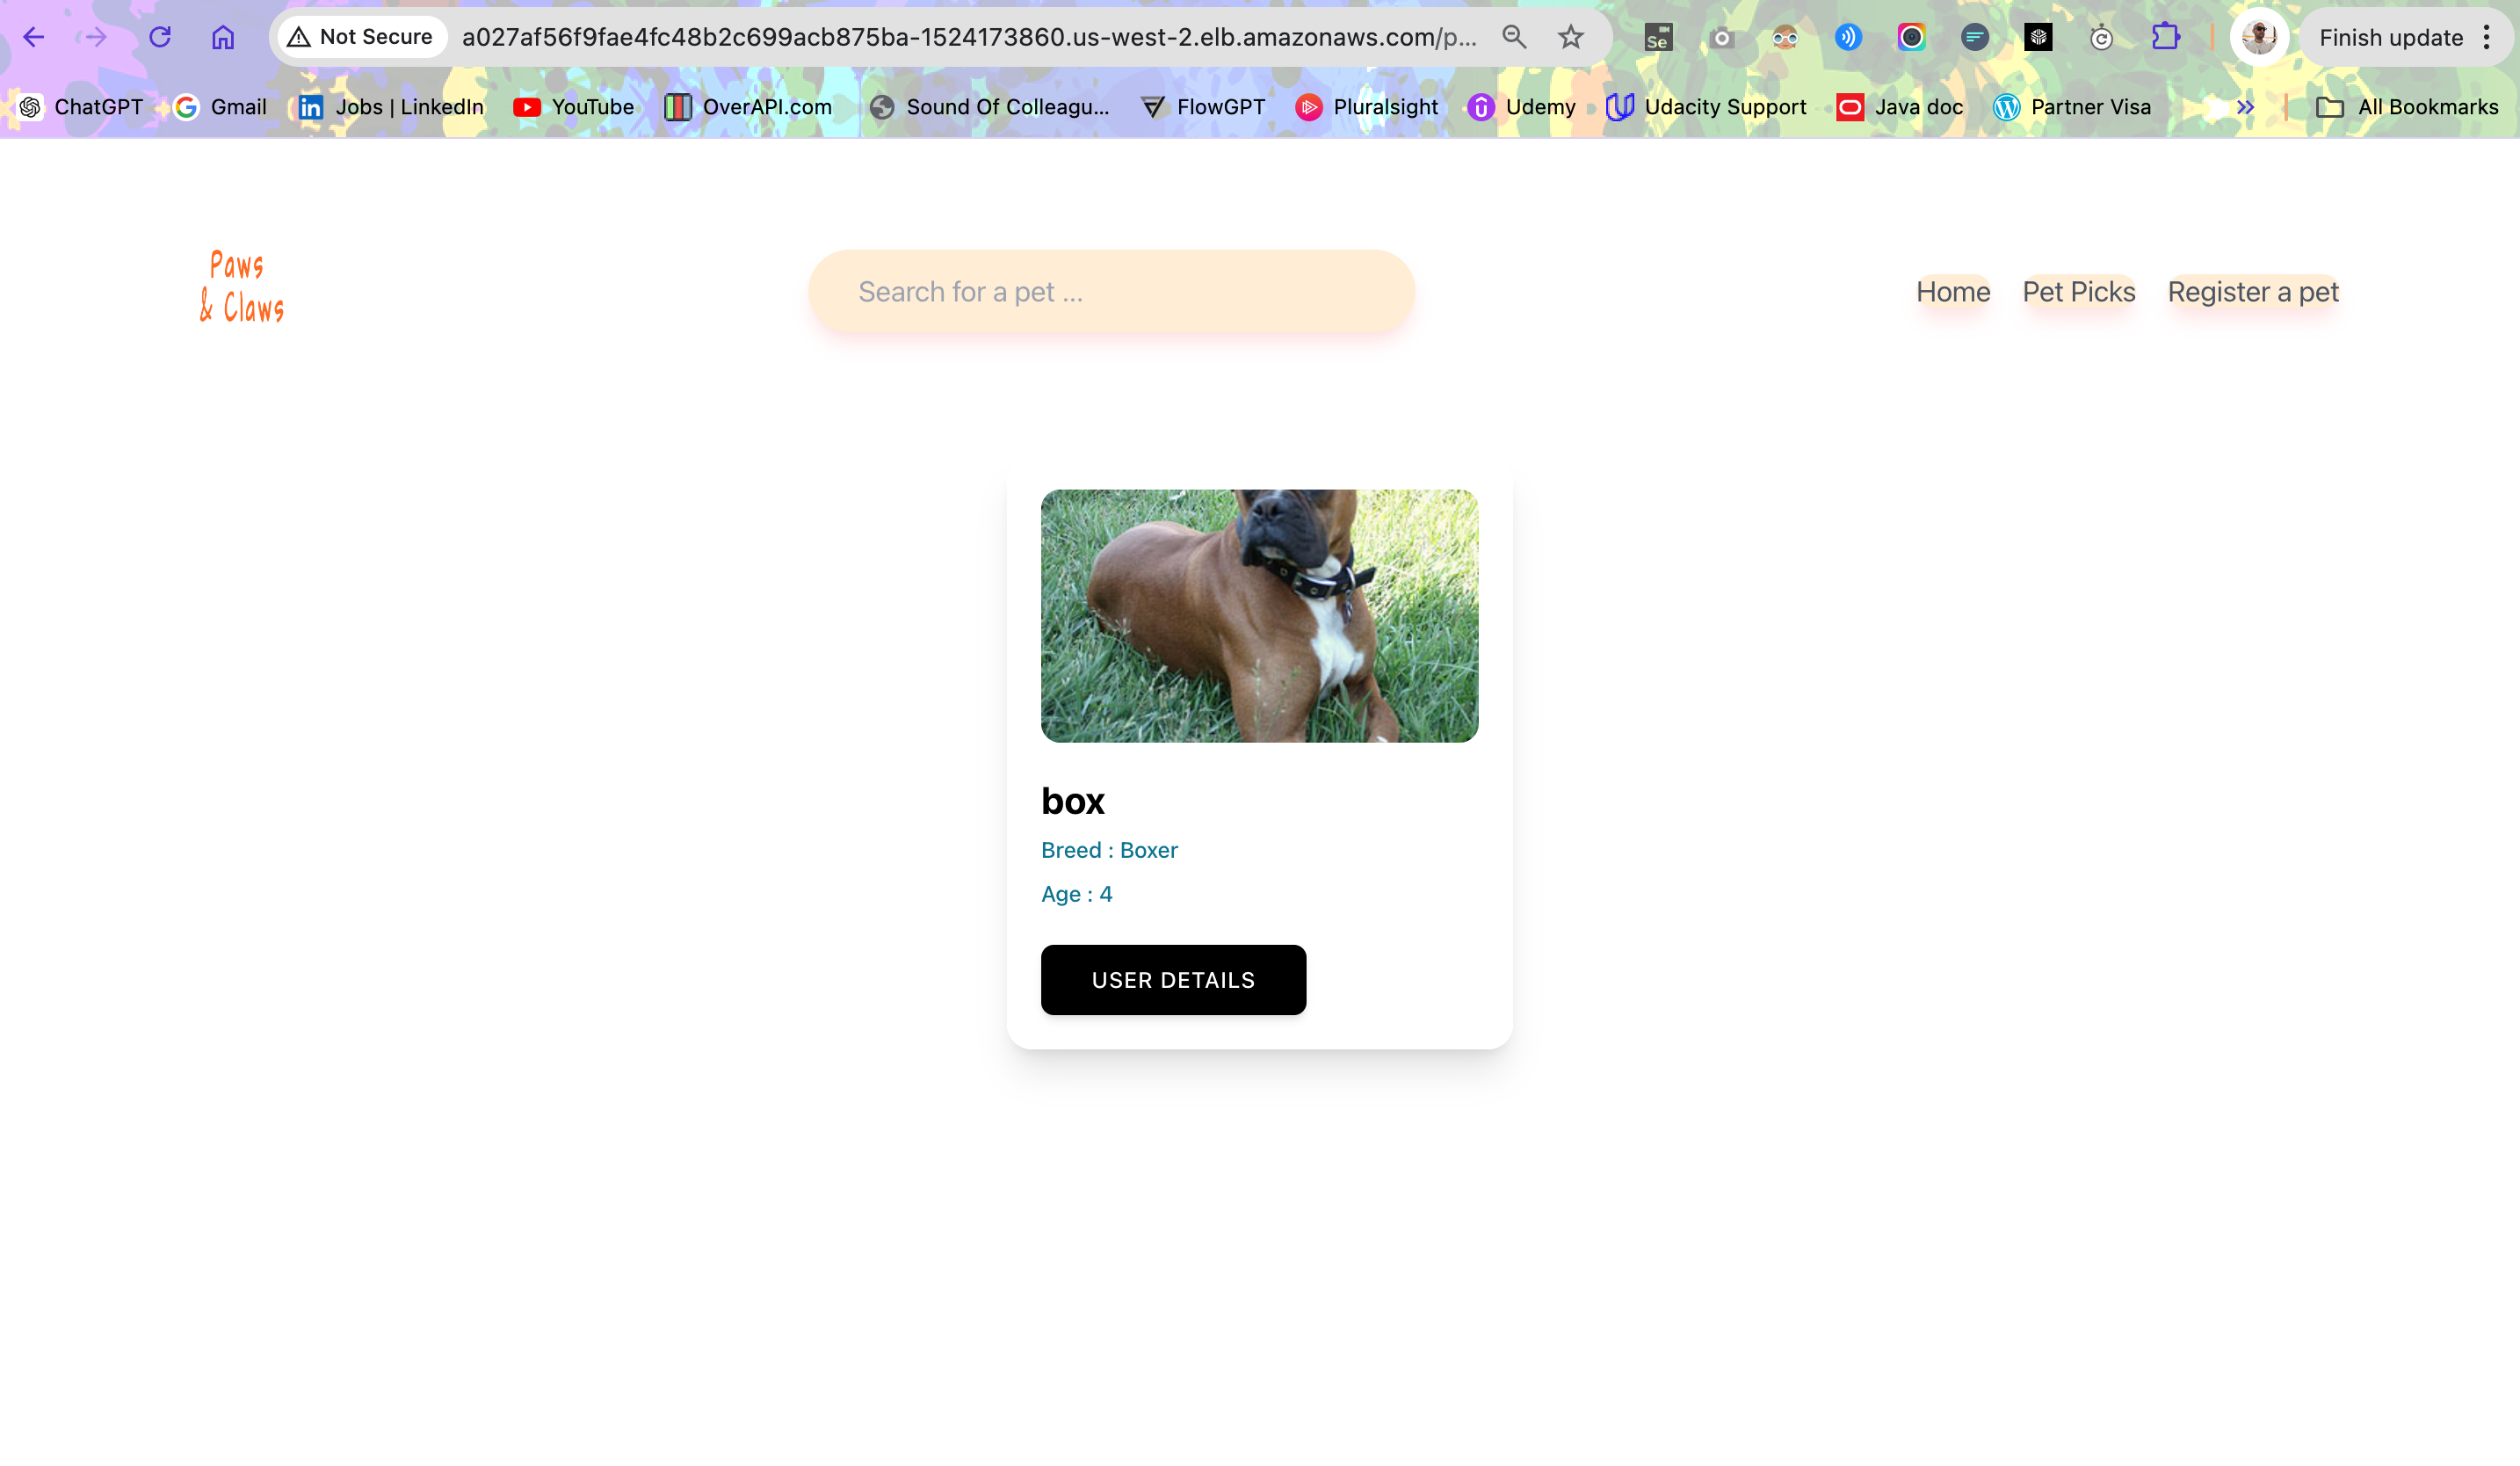 Not Secure a027af56f9fae4fc48b2c699acb875ba-1524173860.us-west-2.elb.amazonaws.com/p... Se Finish update
ChatGPT Gmail Jobs | LinkedIn YouTube OverAPI.com Sound Of Colleagu... FlowGPT Pluralsight Udemy Udacity Support Java doc Partner Visa All Bookmarks
Paws
& Claws
Search for a pet ...
Home Pet Picks Register a pet
box
Breed : Boxer
Age : 4
USER DETAILS